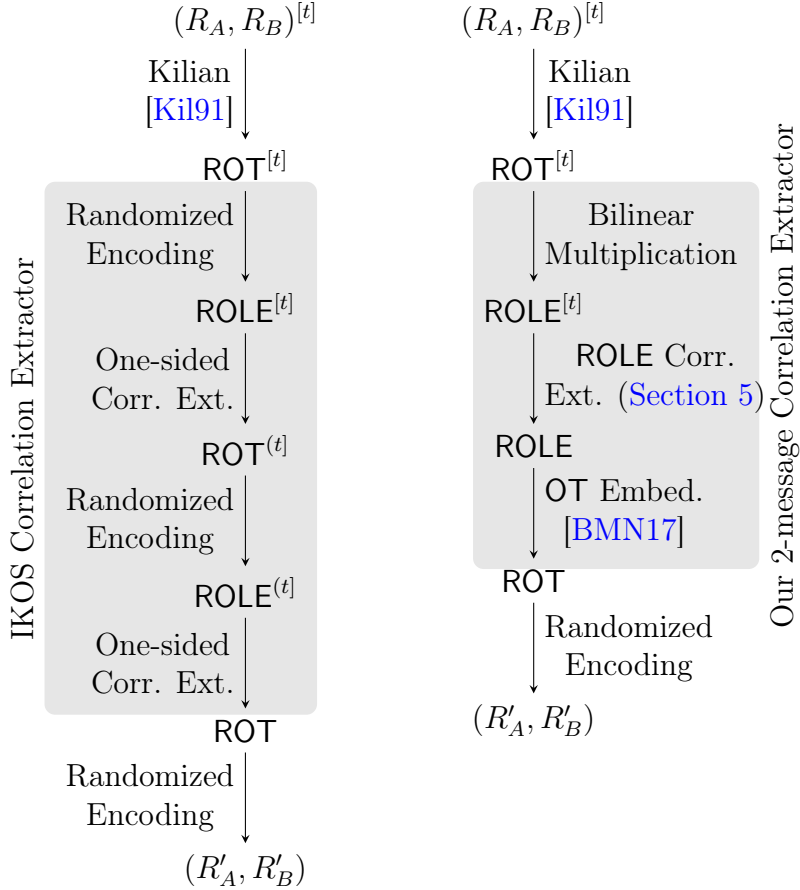 (R_A, R_B)^{[t]}
Kilian
[Kil91]
ROT^{[t]}
Randomized
Encoding
ROLE^{[t]}
One-sided
Corr. Ext.
ROT^{(t]}
Randomized
Encoding
ROLE^{(t]}
One-sided
Corr. Ext.
ROT
Randomized
Encoding
(R'_A, R'_B)
IKOS Correlation Extractor
(R_A, R_B)^{[t]}
Kilian
[Kil91]
ROT^{[t]}
Bilinear
Multiplication
ROLE^{[t]}
ROLE Corr.
Ext. (Section 5)
ROLE
OT Embed.
[BMN17]
ROT
Randomized
Encoding
(R'_A, R'_B)
Our 2-message Correlation Extractor